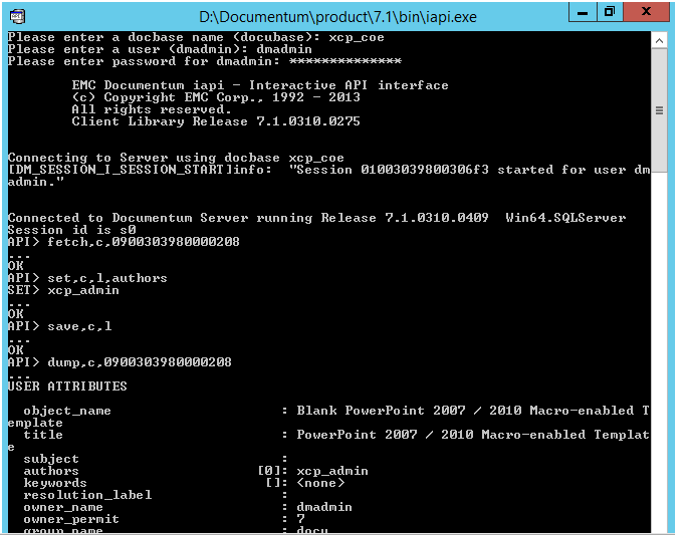 D:\Documentum\product\7.1\bin\iapi.exe
Please enter a docbase name (docubase): xcp_coe
Please enter a user (dmadmin): dmadmin
Please enter password for dmadmin: **************
EMC Documentum iapi - Interactive API interface
(c) Copyright EMC Corp., 1992 - 2013
All rights reserved.
Client Library Release 7.1.0310.0275
Connecting to Server using docbase xcp_coe
[DM_SESSION_I_SESSION_START]info:  "Session 01003039800306f3 started for user dm
admin."
Connected to Documentum Server running Release 7.1.0310.0409  Win64.SQLServer
Session id is s0
API> fetch,c,0900303980000208
...
OK
API> set,c,l,authors
SET> xcp_admin
...
OK
API> save,c,l
...
OK
API> dump,c,0900303980000208
...
USER ATTRIBUTES
object_name : Blank PowerPoint 2007 / 2010 Macro-enabled T
emplate
title : PowerPoint 2007 / 2010 Macro-enabled Templat
e
subject :
authors [0]: xcp_admin
keywords []: <none>
resolution_label :
owner_name : dmadmin
owner_permit : 7
group_name : docu